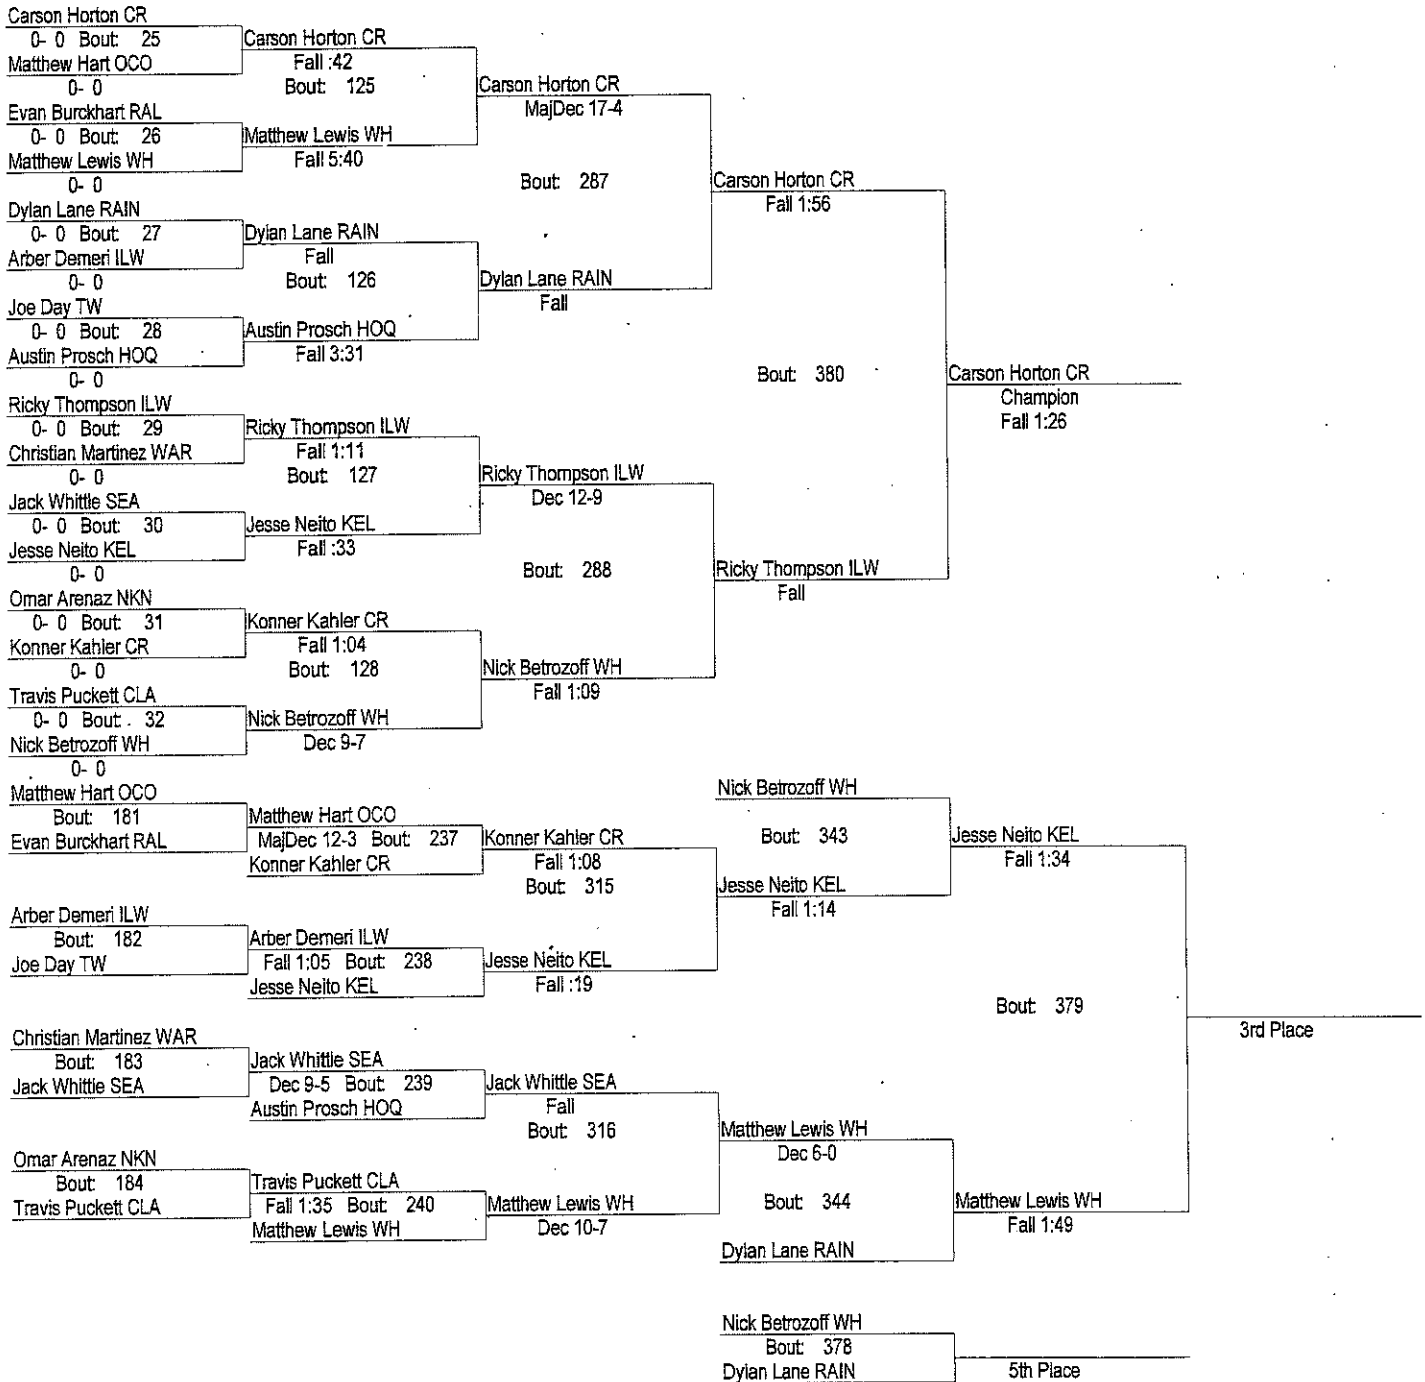 Carson Horton CR
0- 0 Bout: 25
Matthew Hart OCO
0- 0
Evan Burckhart RAL
0- 0 Bout: 26
Matthew Lewis WH
0- 0
Dylan Lane RAIN
0- 0 Bout: 27
Arber Demeri ILW
0- 0
Joe Day TW
0- 0 Bout: 28
Austin Prosch HOQ
0- 0
Ricky Thompson ILW
0- 0 Bout: 29
Christian Martinez WAR
0- 0
Jack Whittle SEA
0- 0 Bout: 30
Jesse Neito KEL
0- 0
Omar Arenaz NKN
0- 0 Bout: 31
Konner Kahler CR
0- 0
Travis Puckett CLA
0- 0 Bout: 32
Nick Betrozoff WH
0- 0
Carson Horton CR
Fall :42
Bout: 125
Matthew Lewis WH
Fall 5:40
Dylan Lane RAIN
Fall
Bout: 126
Austin Prosch HOQ
Fall 3:31
Ricky Thompson ILW
Fall 1:11
Bout: 127
Jesse Neito KEL
Fall :33
Konner Kahler CR
Fall 1:04
Bout: 128
Nick Betrozoff WH
Dec 9-7
Carson Horton CR
MajDec 17-4
Bout: 287
Dylan Lane RAIN
Fall
Ricky Thompson ILW
Dec 12-9
Bout: 288
Nick Betrozoff WH
Fall 1:09
Carson Horton CR
Fall 1:56
Bout: 380
Ricky Thompson ILW
Fall
Carson Horton CR
Champion
Fall 1:26
Matthew Hart OCO
Bout: 181
Evan Burckhart RAL
Arber Demeri ILW
Bout: 182
Joe Day TW
Christian Martinez WAR
Bout: 183
Jack Whittle SEA
Omar Arenaz NKN
Bout: 184
Travis Puckett CLA
Matthew Hart OCO
MajDec 12-3 Bout: 237
Konner Kahler CR
Arber Demeri ILW
Fall 1:05 Bout: 238
Jesse Neito KEL
Jack Whittle SEA
Dec 9-5 Bout: 239
Austin Prosch HOQ
Travis Puckett CLA
Fall 1:35 Bout: 240
Matthew Lewis WH
Konner Kahler CR
Fall 1:08
Bout: 315
Jesse Neito KEL
Fall :19
Jack Whittle SEA
Fall
Bout: 316
Matthew Lewis WH
Dec 10-7
Nick Betrozoff WH
Bout: 343
Jesse Neito KEL
Fall 1:14
Matthew Lewis WH
Dec 6-0
Bout: 344
Dylan Lane RAIN
Jesse Neito KEL
Fall 1:34
Bout: 379
Matthew Lewis WH
Fall 1:49
3rd Place
Nick Betrozoff WH
Bout: 378
Dylan Lane RAIN
5th Place